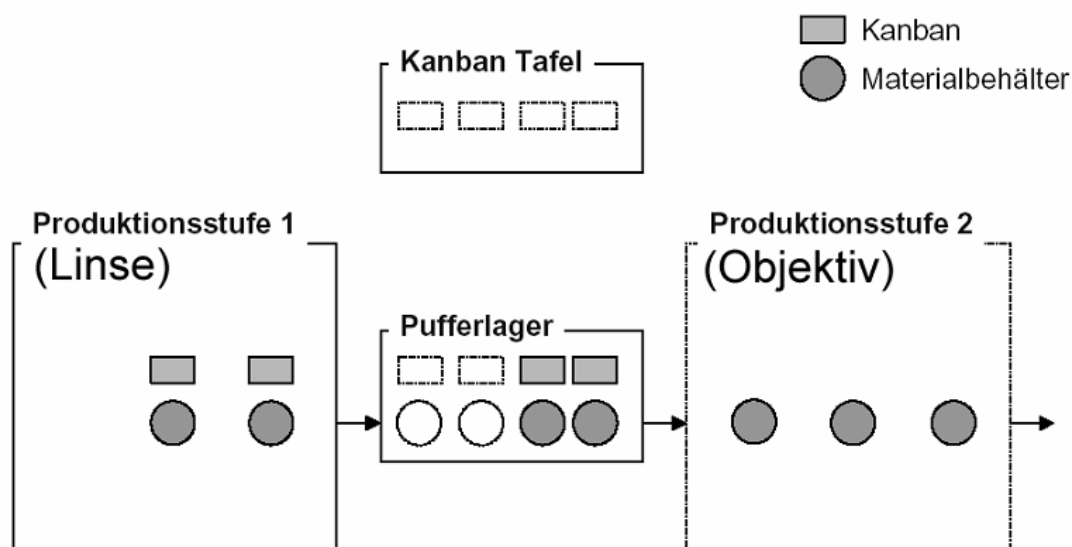 Kanban
Materialbehälter
Kanban Tafel
Produktionsstufe 1
(Linse)
Pufferlager
Produktionsstufe 2
(Objektiv)